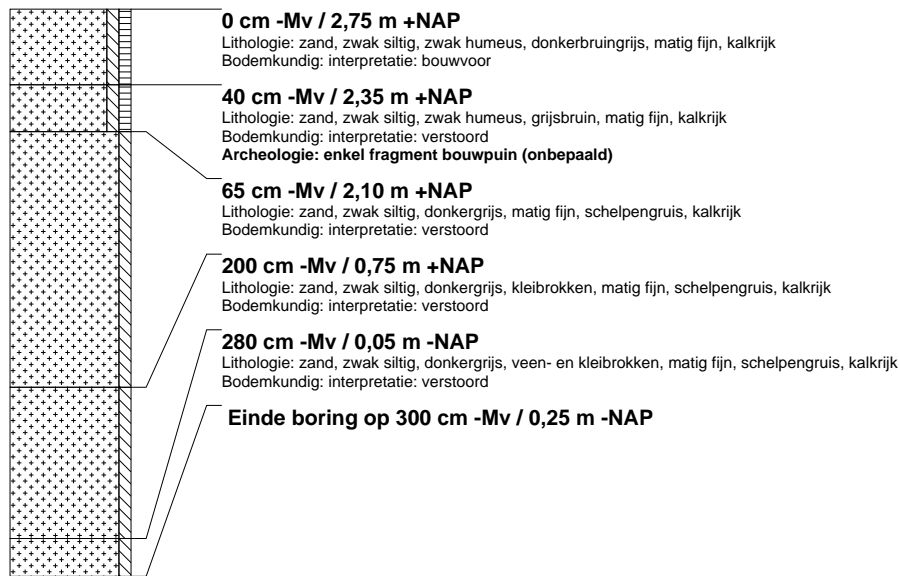 0 cm -Mv / 2,75 m +NAP
Lithologie: zand, zwak siltig, zwak humeus, donkerbruingrijs, matig fijn, kalkrijk
Bodemkundig: interpretatie: bouwvoor
40 cm -Mv / 2,35 m +NAP
Lithologie: zand, zwak siltig, zwak humeus, grijsbruin, matig fijn, kalkrijk
Bodemkundig: interpretatie: verstoord
Archeologie: enkel fragment bouwpuin (onbepaald)
65 cm -Mv / 2,10 m +NAP
Lithologie: zand, zwak siltig, donkergrijs, matig fijn, schelpengruis, kalkrijk
Bodemkundig: interpretatie: verstoord
200 cm -Mv / 0,75 m +NAP
Lithologie: zand, zwak siltig, donkergrijs, kleibrokken, matig fijn, schelpengruis, kalkrijk
Bodemkundig: interpretatie: verstoord
280 cm -Mv / 0,05 m -NAP
Lithologie: zand, zwak siltig, donkergrijs, veen- en kleibrokken, matig fijn, schelpengruis, kalkrijk
Bodemkundig: interpretatie: verstoord
Einde boring op 300 cm -Mv / 0,25 m -NAP